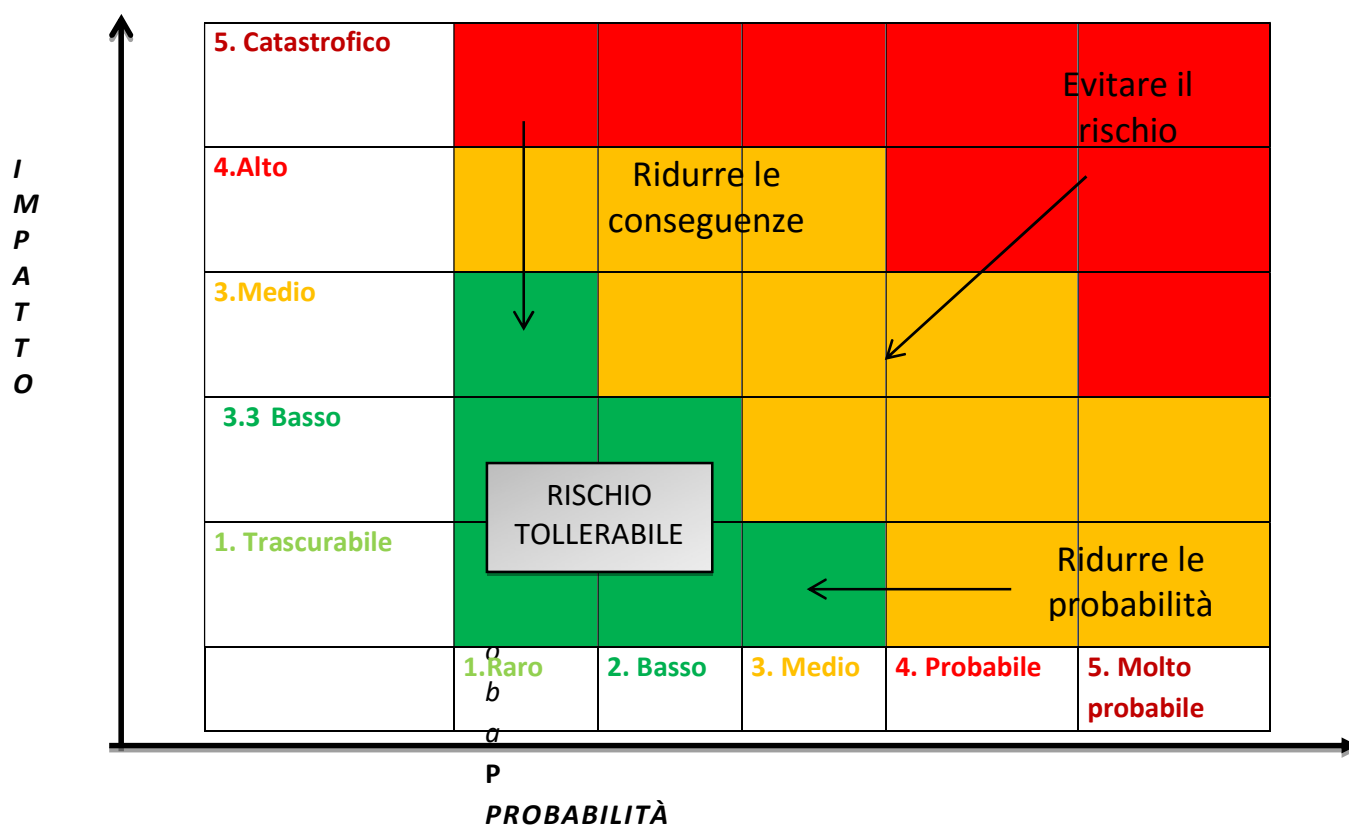 5. Catastrofico
Evitare il
rischio
I
M
P
A
T
T
O
4.Alto
Ridurre le
conseguenze
3.Medio
3.3 Basso
RISCHIO
TOLLERABILE
1. Trascurabile
Ridurre le
probabilità
1.Raro
2. Basso
3. Medio
4. Probabile
5. Molto
probabile
o
b
a
P
PROBABILITÀ